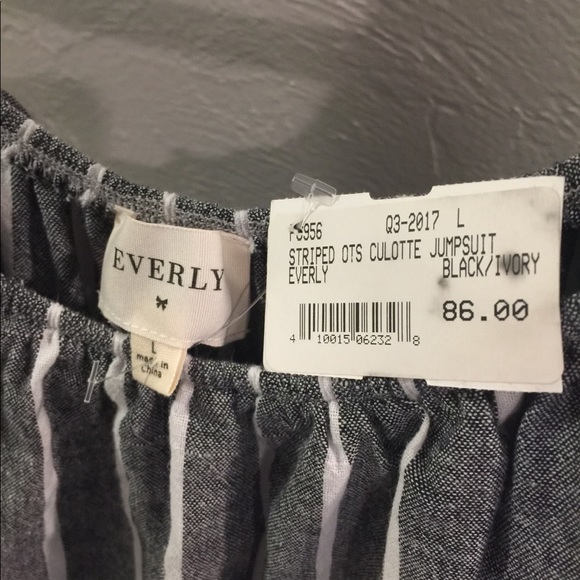 EVERLY
L
made in
China
Q3-2017 L
STRIPED OTS CULOTTE JUMPSUIT
EVERLY BLACK/IVORY
86.00
4 10015 06232 8